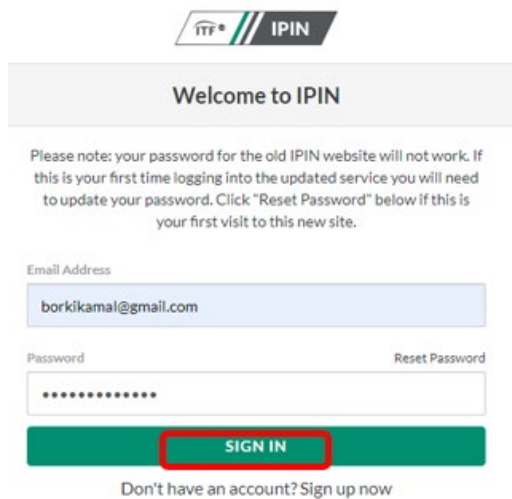 ITF® IPIN
Welcome to IPIN
Please note: your password for the old IPIN website will not work. If
this is your first time logging into the updated service you will need
to update your password. Click "Reset Password" below if this is
your first visit to this new site.
Email Address
borkikamal@gmail.com
Password Reset Password
•••••••••••••
SIGN IN
Don't have an account? Sign up now